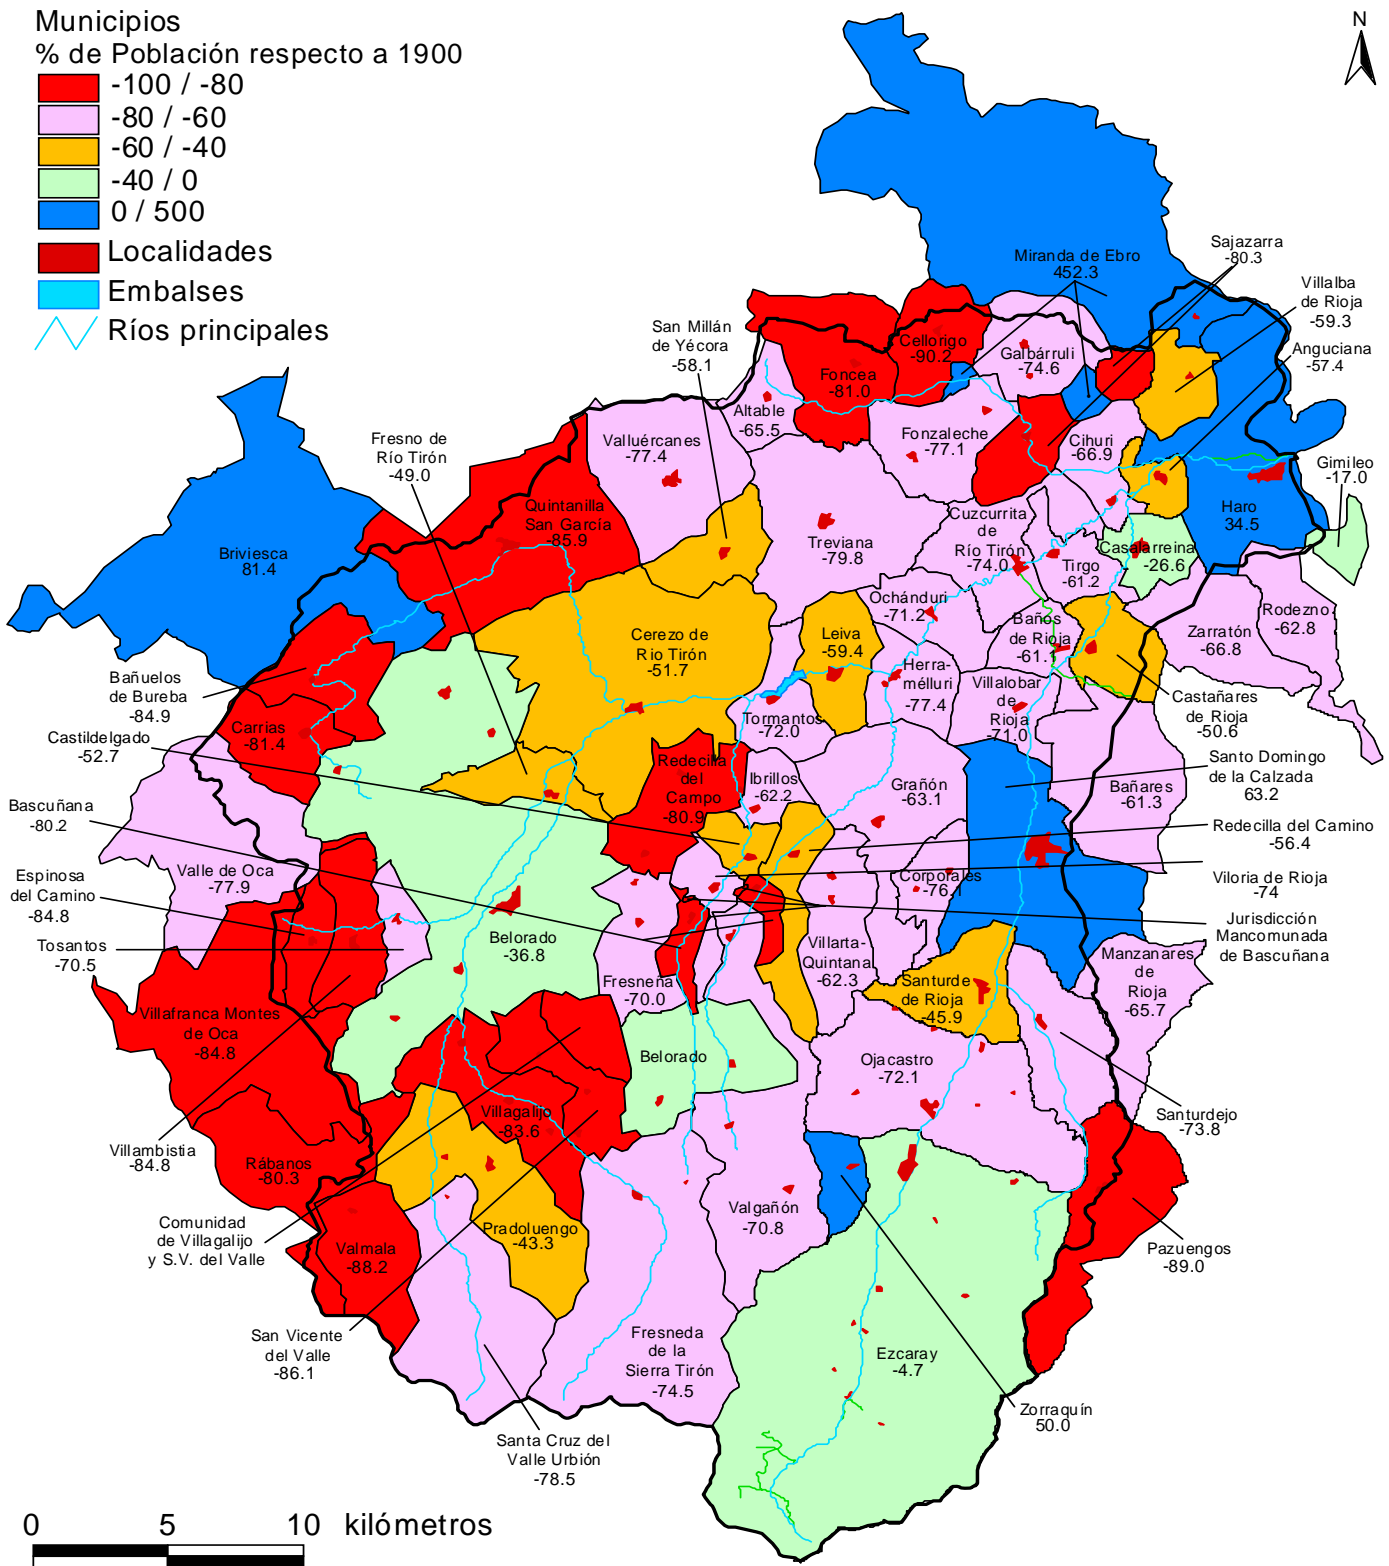 Municipios
% de Población respecto a 1900
-100 / -80
-80 / -60
-60 / -40
-40 / 0
0 / 500
Localidades
Embalses
Ríos principales
N
Miranda de Ebro
452.3
Sajazarra
-80.3
Villalba
de Rioja
-59.3
Anguciana
-57.4
San Millán
de Yécora
-58.1
Cellorigo
-90.2
Galbárruli
-74.6
Foncea
-81.0
Altable
-65.5
Fresno de
Río Tirón
-49.0
Valluércanes
-77.4
Fonzaleche
-77.1
Cihuri
-66.9
Gimileo
-17.0
Haro
34.5
Quintanilla
San García
-85.9
Briviesca
81.4
Treviana
-79.8
Cuzcurrita
de
Río Tirón
-74.0
Casalarreina
-26.6
Tirgo
-61.2
Ochánduri
-71.2
Rodezno
-62.8
Zarratón
-66.8
Baños
de Rioja
-61.1
Cerezo de
Rio Tirón
-51.7
Leiva
-59.4
Herra-
mélluri
-77.4
Villalobar
de
Rioja
-71.0
Castañares
de Rioja
-50.6
Bañuelos
de Bureba
-84.9
Carrias
-81.4
Castildelgado
-52.7
Tormantos
-72.0
Redecilla
del
Campo
-80.9
Ibrillos
-62.2
Grañón
-63.1
Santo Domingo
de la Calzada
63.2
Bañares
-61.3
Bascuñana
-80.2
Redecilla del Camino
-56.4
Valle de Oca
-77.9
Espinosa
del Camino
-84.8
Corporales
-76.1
Viloria de Rioja
-74
Jurisdicción
Mancomunada
de Bascuñana
Tosantos
-70.5
Belorado
-36.8
Villarta-
Quintana
-62.3
Manzanares
de
Rioja
-65.7
Fresneña
-70.0
Santurde
de Rioja
-45.9
Villafranca Montes
de Oca
-84.8
Belorado
Ojacastro
-72.1
Villagalijo
-83.6
Santurdejo
-73.8
Villambistia
-84.8
Rábanos
-80.3
Valgañón
-70.8
Comunidad
de Villagalijo
y S.V. del Valle
Pradoluengo
-43.3
Valmala
-88.2
Pazuengos
-89.0
San Vicente
del Valle
-86.1
Fresneda
de la
Sierra Tirón
-74.5
Ezcaray
-4.7
Zorraquín
50.0
Santa Cruz del
Valle Urbión
-78.5
0 5 10 kilómetros